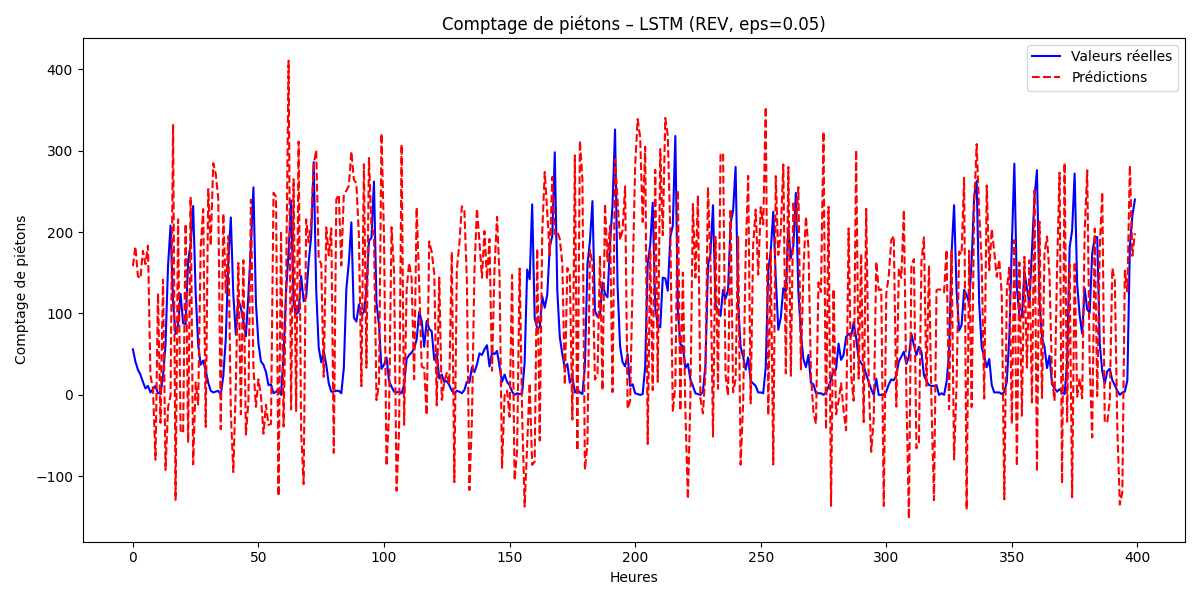 Comptage de piétons – LSTM (REV, eps=0.05)
Valeurs réelles
Prédictions
Comptage de piétons
400
300
200
100
0
−100
0 50 100 150 200 250 300 350 400
Heures